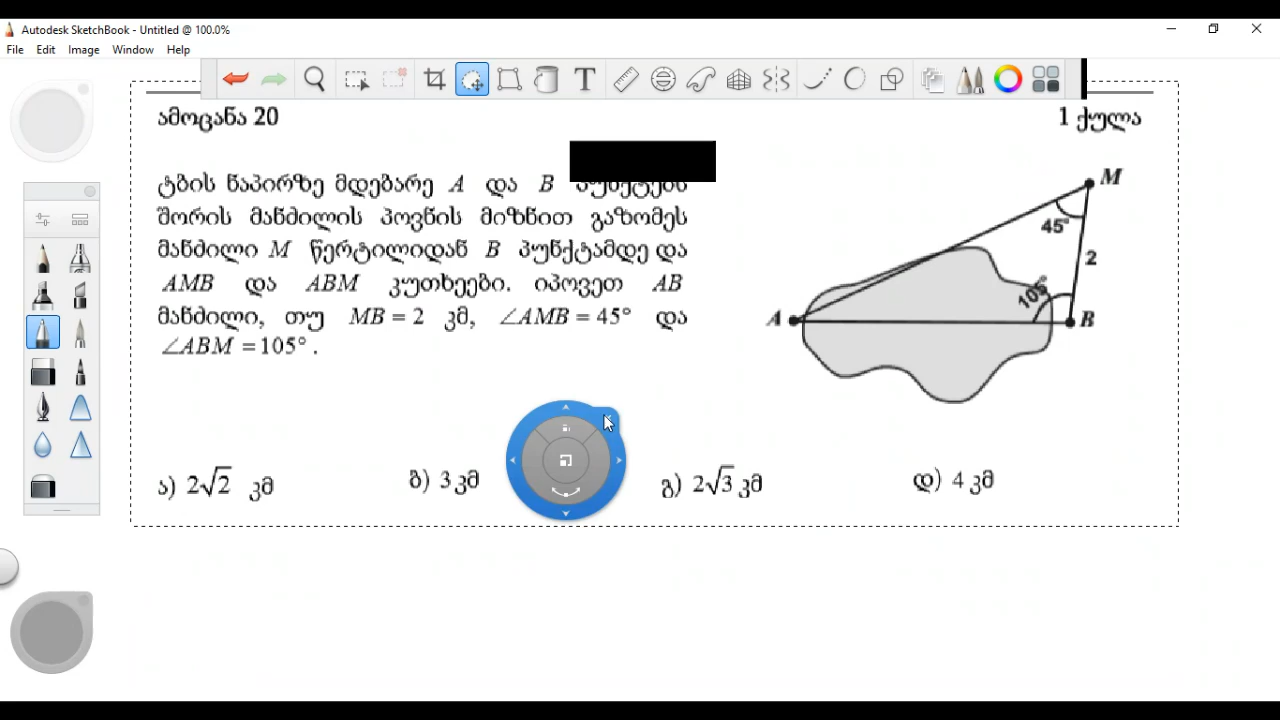 Autodesk SketchBook - Untitled @ 100.0%
File Edit Image Window Help
ამოცანა 20
1 ქულა
ტბის ნაპირზე მდებარე A და B
შორის მანძილის პოვნის მიზნით გაზომეს
მანძილი M წერტილიდან B პუნქტამდე და
AMB და ABM კუთხეები. იპოვეთ AB
მანძილი, თუ MB = 2 კმ, ∠AMB = 45° და
∠ABM = 105° .
M
45°
2
105°
A
B
ა) 2√2 კმ
ბ) 3 კმ
გ) 2√3 კმ
დ) 4 კმ